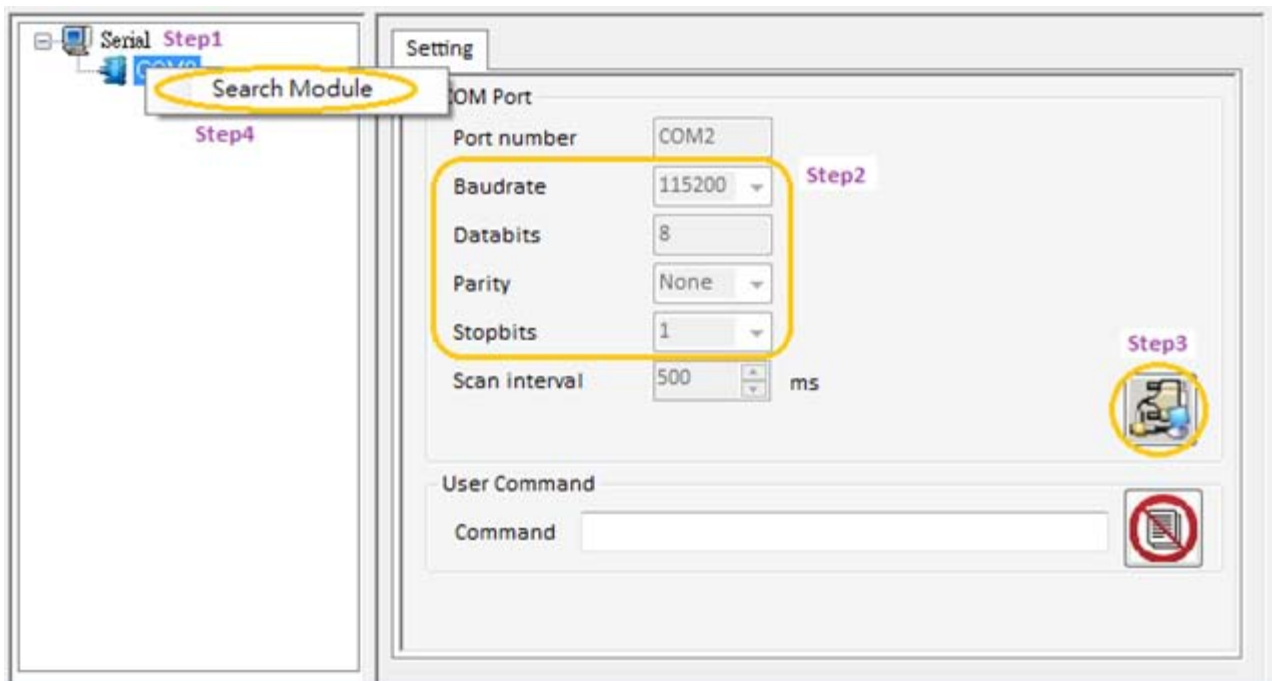 Serial Step1
Search Module
Step4
Setting
COM Port
Port number COM2
Baudrate 115200 Step2
Databits 8
Parity None
Stopbits 1
Scan interval 500 ms
Step3
User Command
Command